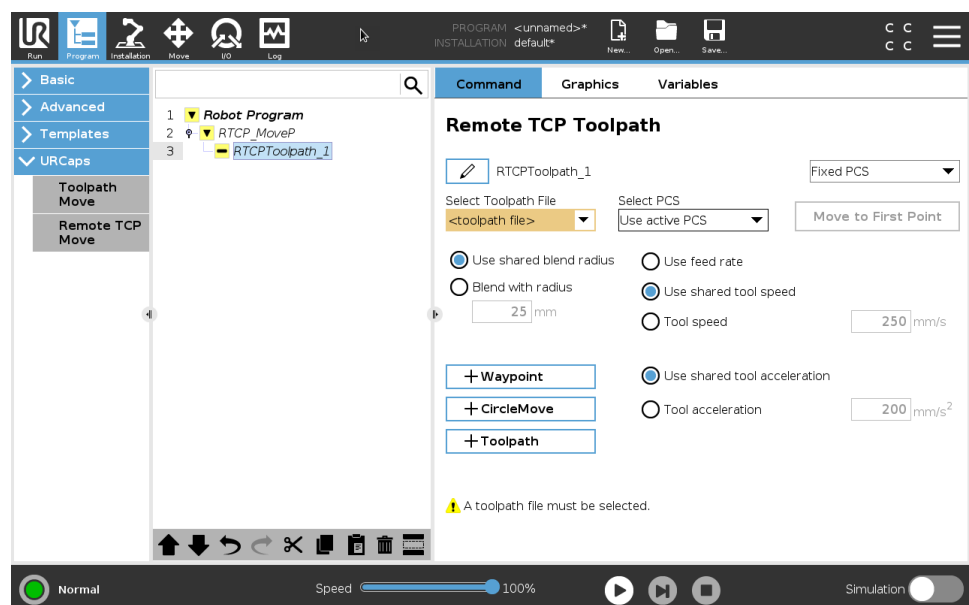 UR
Run
Program
Installation
Move
I/O
Log
PROGRAM <unnamed>*
INSTALLATION default*
New...
Open...
Save...
C C
C C
Basic
Advanced
Templates
URCaps
Toolpath
Move
Remote TCP
Move
1 Robot Program
2 RTCP_MoveP
3 RTCPToolpath_1
Command Graphics Variables
Remote TCP Toolpath
RTCPToolpath_1
Fixed PCS
Select Toolpath File
Select PCS
<toolpath file>
Use active PCS
Move to First Point
Use shared blend radius
Use feed rate
Blend with radius
Use shared tool speed
25 mm
Tool speed
250 mm/s
+ Waypoint
Use shared tool acceleration
+ CircleMove
Tool acceleration
200 mm/s²
+ Toolpath
A toolpath file must be selected.
Normal
Speed
100%
Simulation